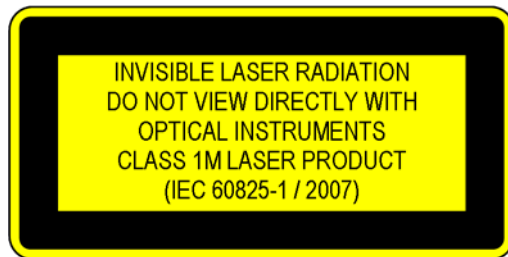 INVISIBLE LASER RADIATION
DO NOT VIEW DIRECTLY WITH
OPTICAL INSTRUMENTS
CLASS 1M LASER PRODUCT
(IEC 60825-1 / 2007)